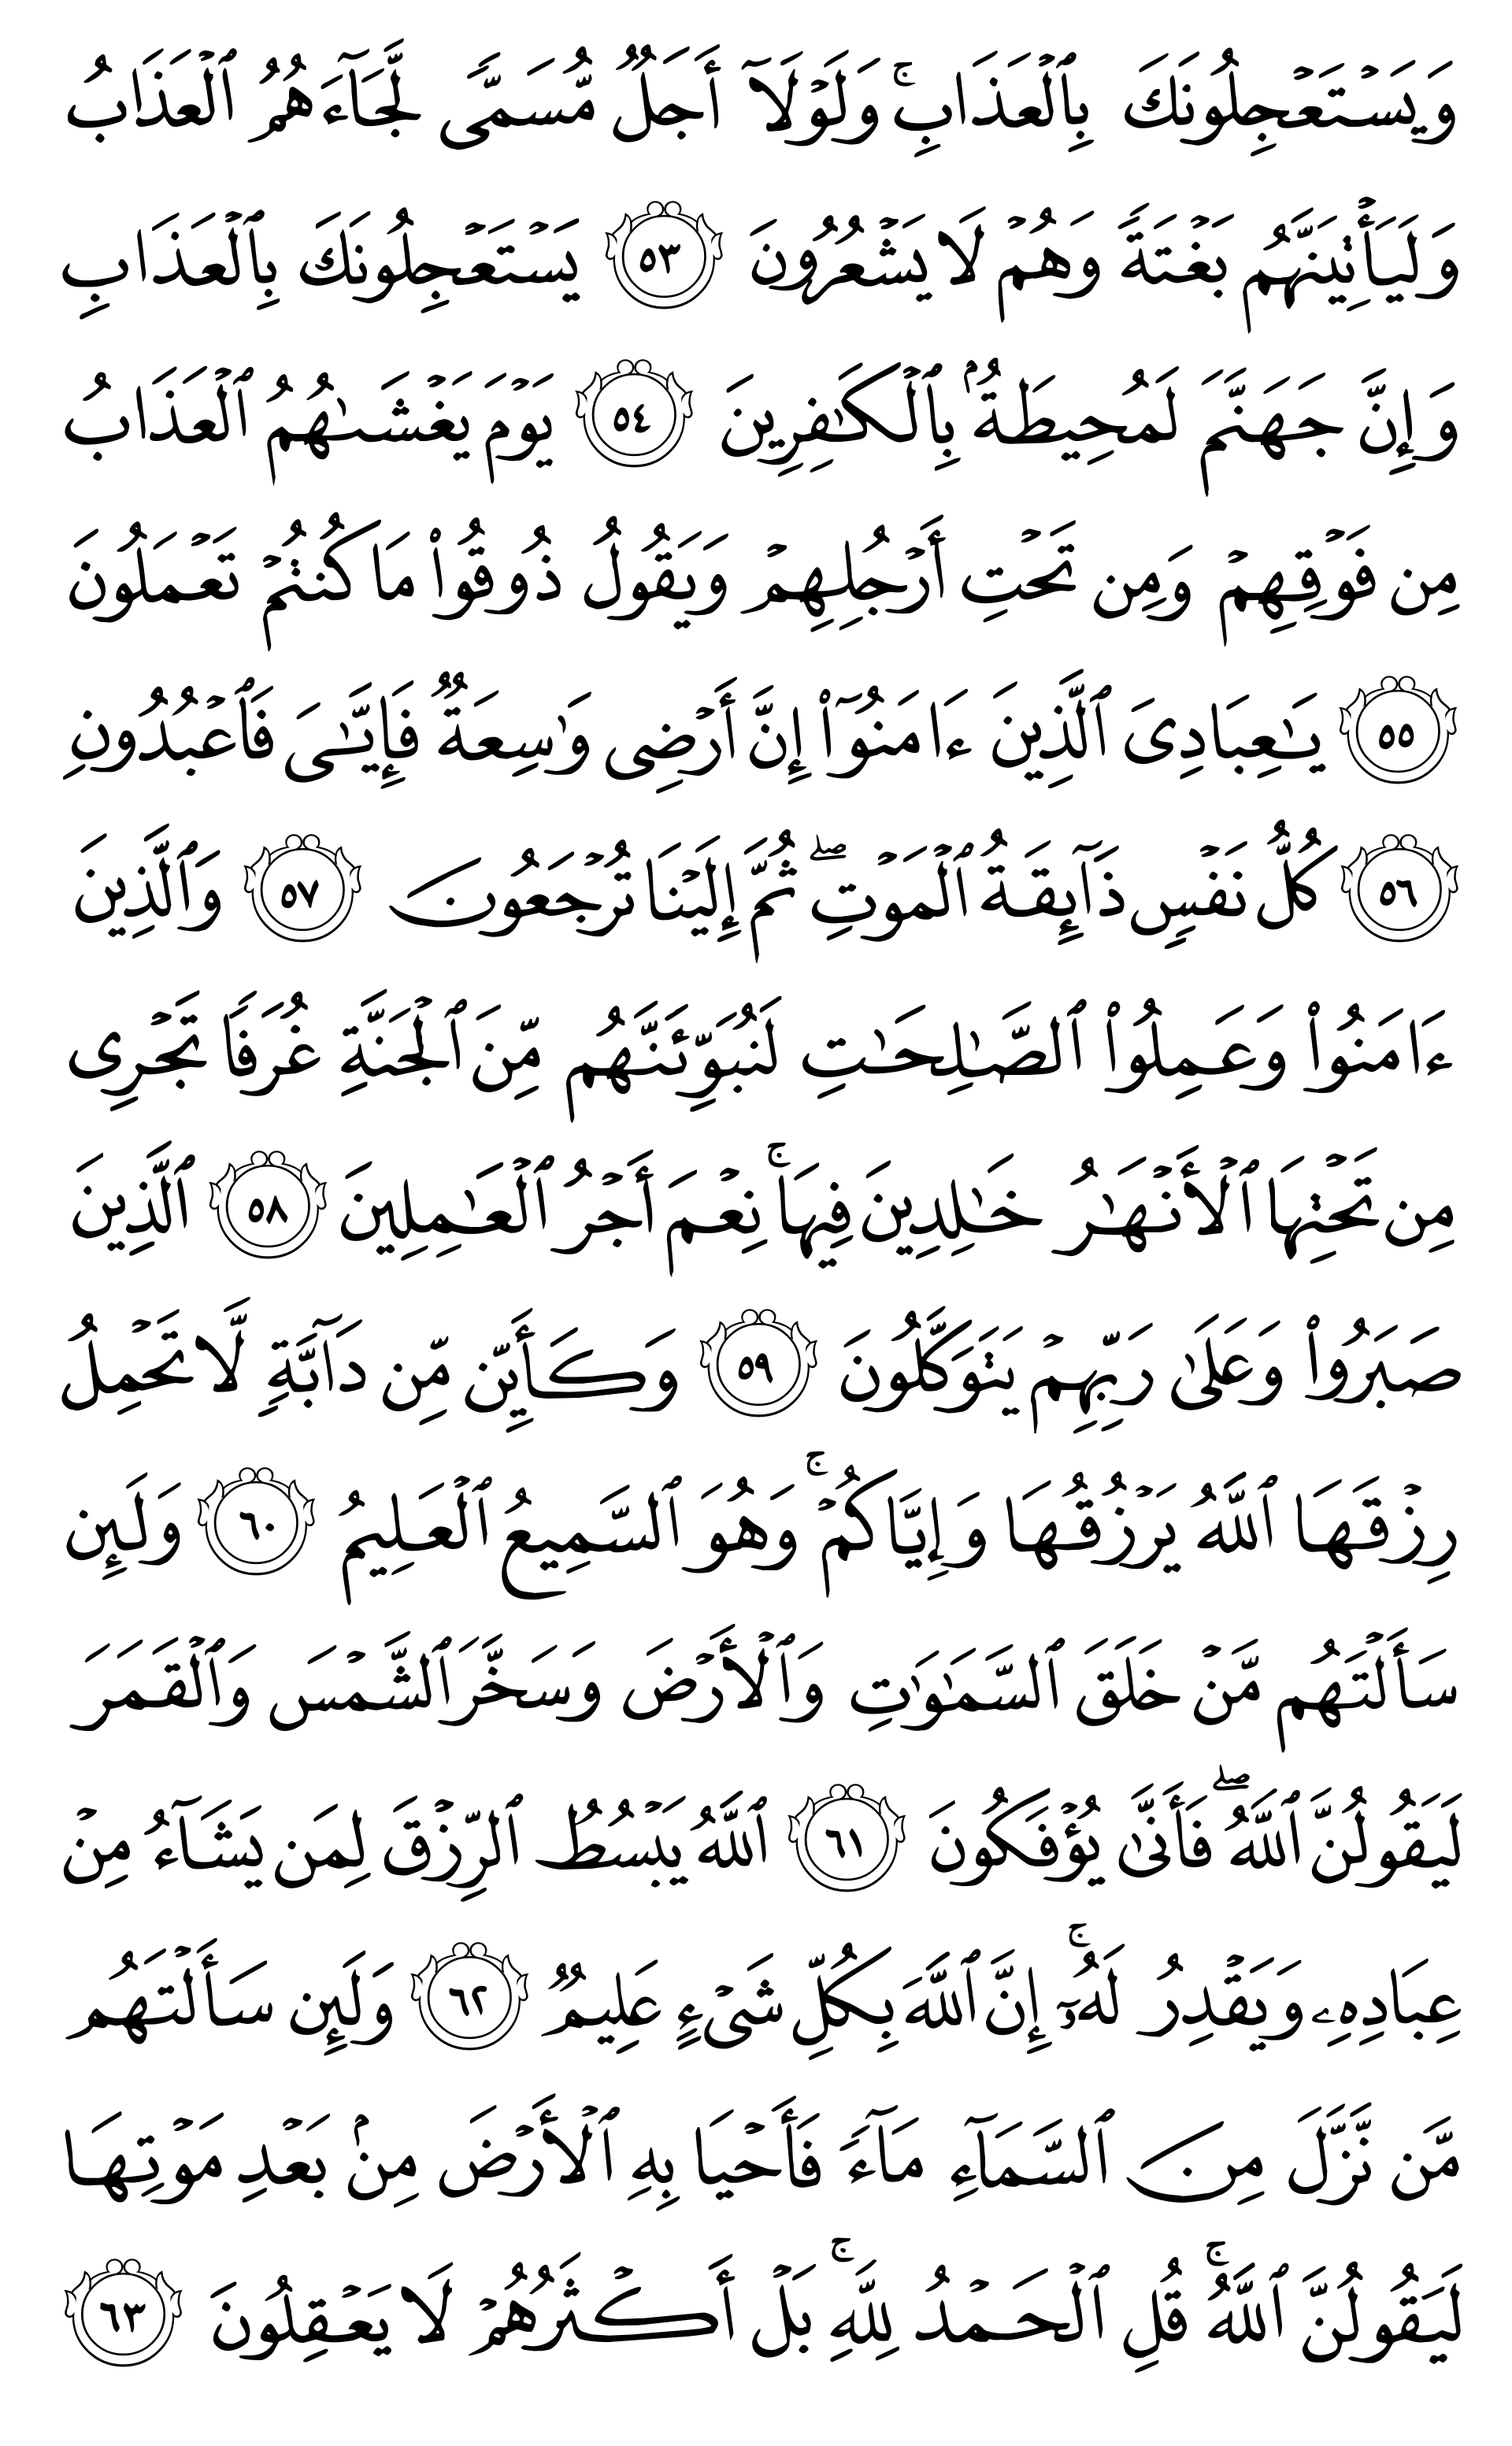 وَيَسۡتَعۡجِلُونَكَ بِٱلۡعَذَابِۚ وَلَوۡلَآ أَجَلٞ مُّسَمّٗى لَّجَآءَهُمُ ٱلۡعَذَابُ
وَلَيَأۡتِيَنَّهُم بَغۡتَةٗ وَهُمۡ لَا يَشۡعُرُونَ ٥٣ يَسۡتَعۡجِلُونَكَ بِٱلۡعَذَابِ
وَإِنَّ جَهَنَّمَ لَمُحِيطَةُۢ بِٱلۡكَٰفِرِينَ ٥٤ يَوۡمَ يَغۡشَىٰهُمُ ٱلۡعَذَابُ
مِن فَوۡقِهِمۡ وَمِن تَحۡتِ أَرۡجُلِهِمۡ وَيَقُولُ ذُوقُواْ مَا كُنتُمۡ تَعۡمَلُونَ
٥٥ يَٰعِبَادِيَ ٱلَّذِينَ ءَامَنُوٓاْ إِنَّ أَرۡضِي وَٰسِعَةٞ فَإِيَّٰيَ فَٱعۡبُدُونِ
٥٦ كُلُّ نَفۡسٖ ذَآئِقَةُ ٱلۡمَوۡتِۖ ثُمَّ إِلَيۡنَا تُرۡجَعُونَ ٥٧ وَٱلَّذِينَ
ءَامَنُواْ وَعَمِلُواْ ٱلصَّٰلِحَٰتِ لَنُبَوِّئَنَّهُم مِّنَ ٱلۡجَنَّةِ غُرَفٗا تَجۡرِي
مِن تَحۡتِهَا ٱلۡأَنۡهَٰرُ خَٰلِدِينَ فِيهَاۚ نِعۡمَ أَجۡرُ ٱلۡعَٰمِلِينَ ٥٨ ٱلَّذِينَ
صَبَرُواْ وَعَلَىٰ رَبِّهِمۡ يَتَوَكَّلُونَ ٥٩ وَكَأَيِّن مِّن دَآبَّةٖ لَّا تَحۡمِلُ
رِزۡقَهَا ٱللَّهُ يَرۡزُقُهَا وَإِيَّاكُمۡۚ وَهُوَ ٱلسَّمِيعُ ٱلۡعَلِيمُ ٦٠ وَلَئِن
سَأَلۡتَهُم مَّنۡ خَلَقَ ٱلسَّمَٰوَٰتِ وَٱلۡأَرۡضَ وَسَخَّرَ ٱلشَّمۡسَ وَٱلۡقَمَرَ
لَيَقُولُنَّ ٱللَّهُۖ فَأَنَّىٰ يُؤۡفَكُونَ ٦١ ٱللَّهُ يَبۡسُطُ ٱلرِّزۡقَ لِمَن يَشَآءُ مِنۡ
عِبَادِهِۦ وَيَقۡدِرُ لَهُۥٓۚ إِنَّ ٱللَّهَ بِكُلِّ شَيۡءٍ عَلِيمٞ ٦٢ وَلَئِن سَأَلۡتَهُم
مَّن نَّزَّلَ مِنَ ٱلسَّمَآءِ مَآءٗ فَأَحۡيَا بِهِ ٱلۡأَرۡضَ مِنۢ بَعۡدِ مَوۡتِهَا
لَيَقُولُنَّ ٱللَّهُۚ قُلِ ٱلۡحَمۡدُ لِلَّهِۚ بَلۡ أَكۡثَرُهُمۡ لَا يَعۡقِلُونَ ٦٣